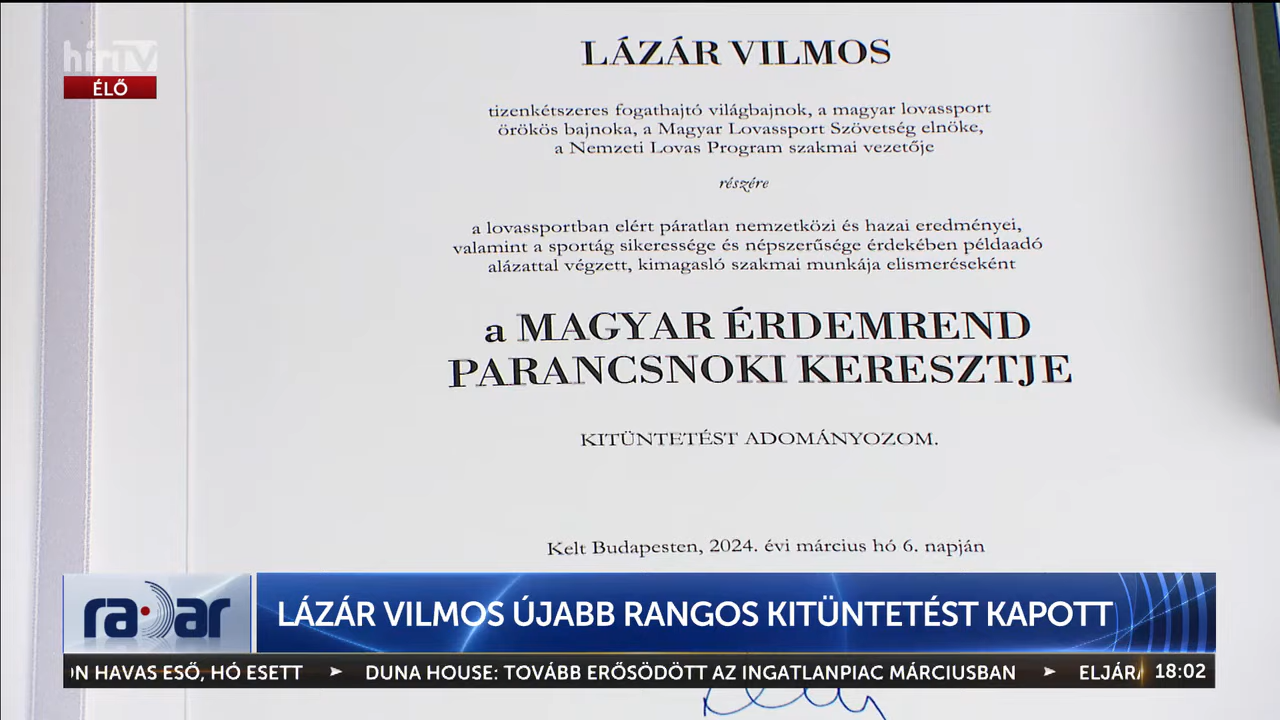 LÁZÁR VILMOS
hírTV
ÉLŐ
tizenkétszeres fogathajtó világbajnok, a magyar lovassport
örökös bajnoka, a Magyar Lovassport Szövetség elnöke,
a Nemzeti Lovas Program szakmai vezetője
részére
a lovassportban elért páratlan nemzetközi és hazai eredményei,
valamint a sportág sikeressége és népszerűsége érdekében példaadó
alázattal végzett, kimagasló szakmai munkája elismeréseként
a MAGYAR ÉRDEMREND
PARANCSNOKI KERESZTJE
KITÜNTETÉST ADOMÁNYOZOM.
Kelt Budapesten, 2024. évi március hó 6. napján
radar
LÁZÁR VILMOS ÚJABB RANGOS KITÜNTETÉST KAPOTT
HAVAS ESŐ, HÓ ESETT DUNA HOUSE: TOVÁBB ERŐSÖDÖTT AZ INGATLANPIAC MÁRCIUSBAN 18:02